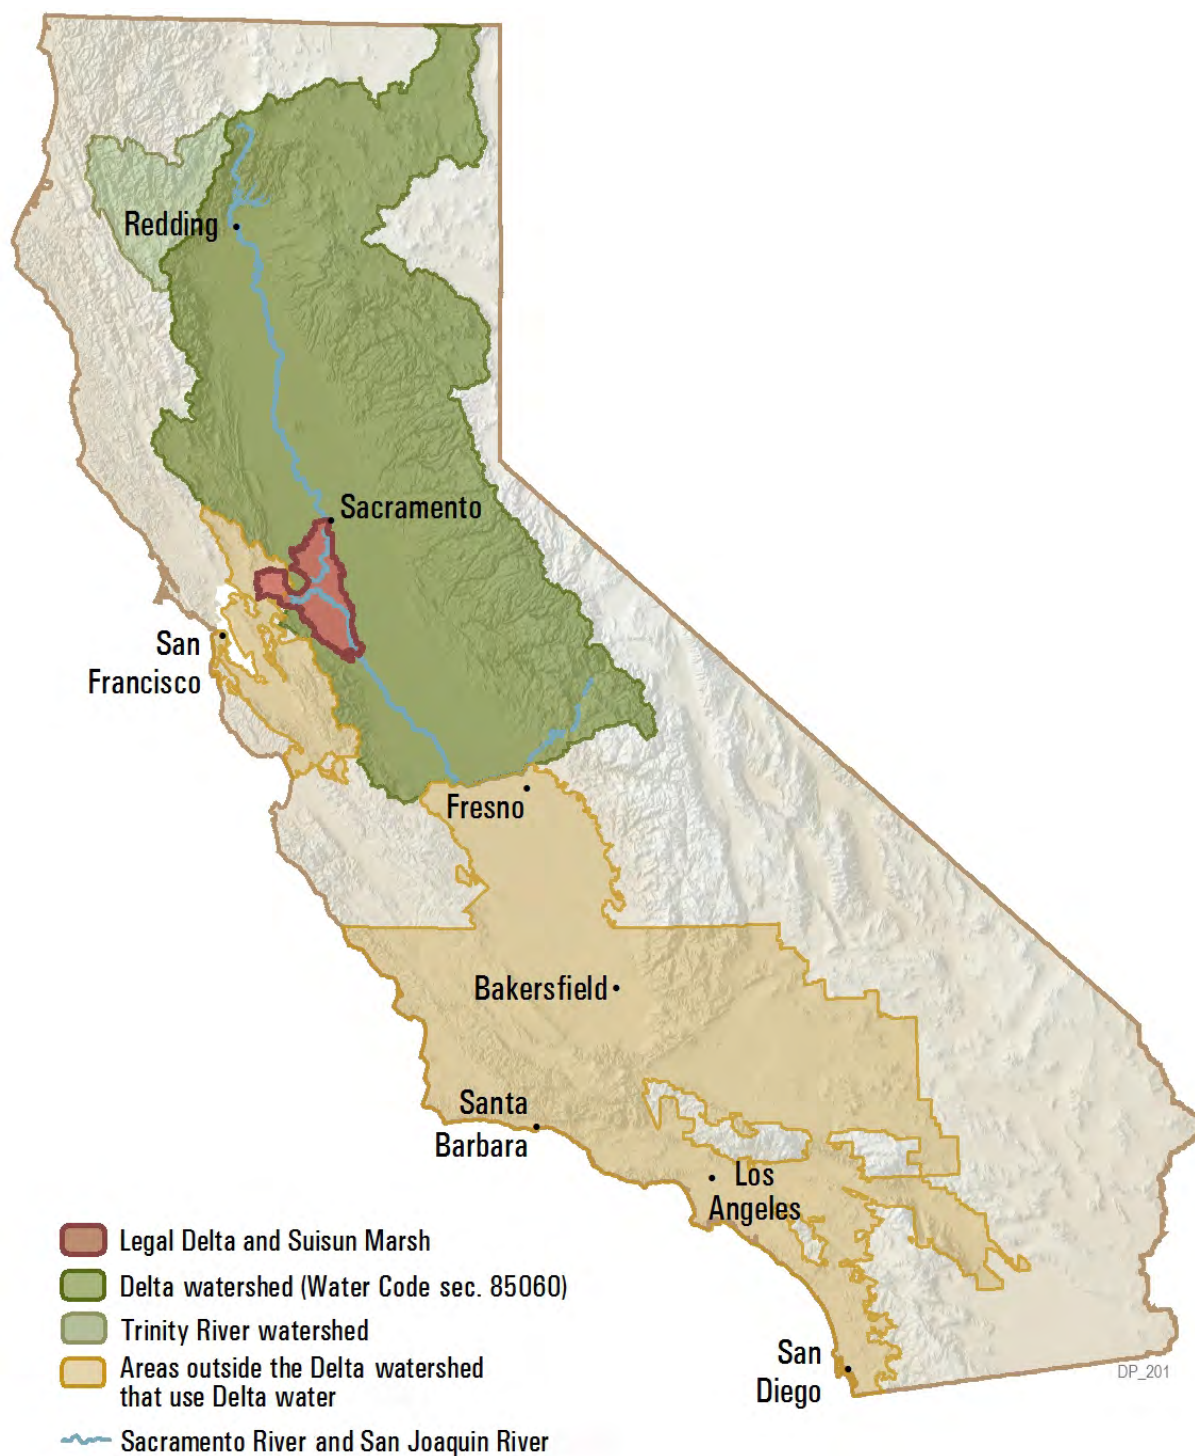 Redding
Sacramento
San
Francisco
Fresno
Bakersfield
Santa
Barbara
Los
Angeles
Legal Delta and Suisun Marsh
Delta watershed (Water Code sec. 85060)
Trinity River watershed
Areas outside the Delta watershed
that use Delta water
Sacramento River and San Joaquin River
San
Diego
DP_201